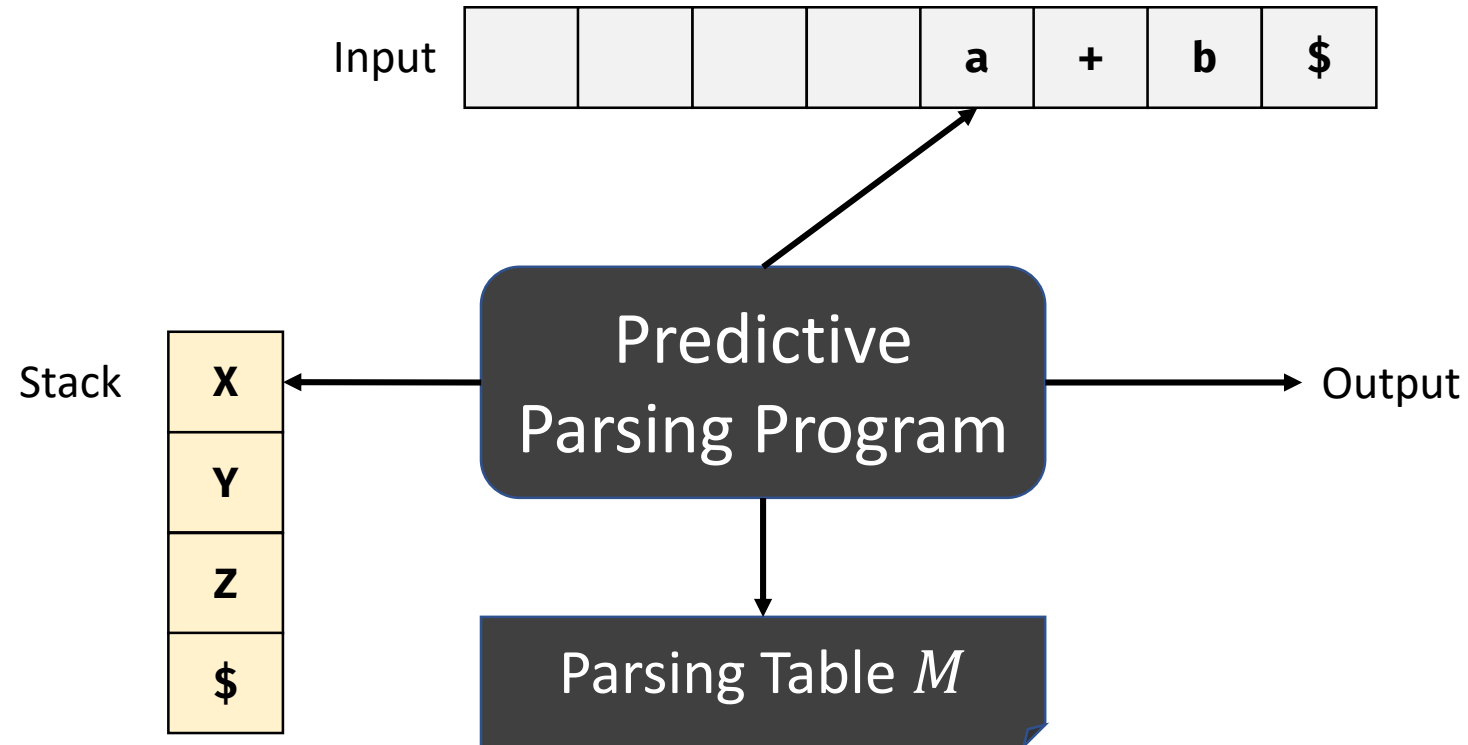 Input a + b $
Predictive
Parsing Program
Stack X
Y
Z
$
Output
Parsing Table M